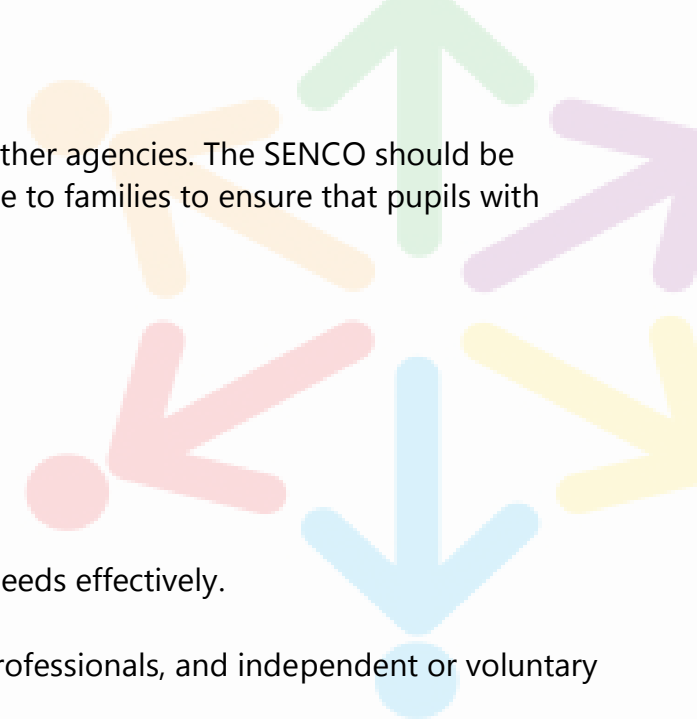 ther agencies. The SENCO should be
e to families to ensure that pupils with
eeds effectively.
rofessionals, and independent or voluntary